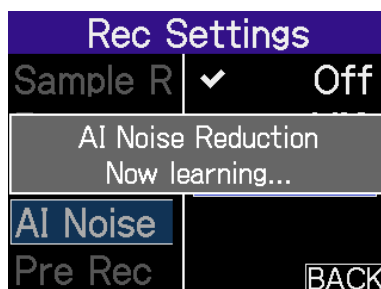 Rec Settings
Sample R
Off
AI Noise Reduction
Now learning...
AI Noise
Pre Rec
BACK